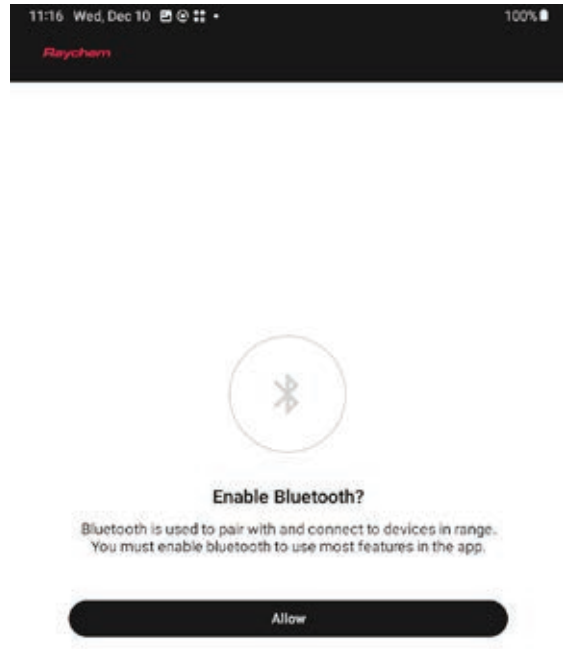 11:16 Wed, Dec 10
100%
Raychem
Enable Bluetooth?
Bluetooth is used to pair with and connect to devices in range.
You must enable bluetooth to use most features in the app.
Allow